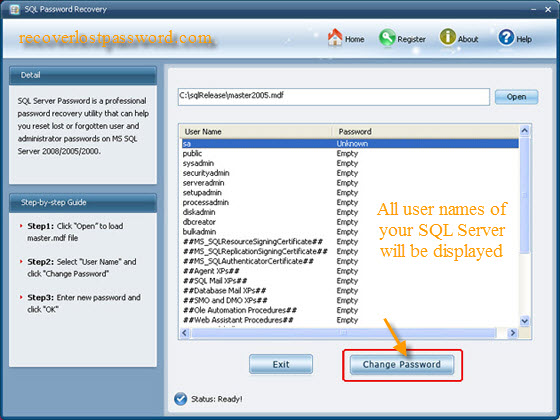 SQL Password Recovery
recoverlostpassword.com
Home
Register
About
Help
Detail
SQL Server Password is a professional
password recovery utility that can help
you reset lost or forgotten user and
administrator passwords on MS SQL
Server 2008/2005/2000.
Step-by-step Guide
Step1: Click "Open" to load
master.mdf file
Step2: Select "User Name" and
click "Change Password"
Step3: Enter new password and
click "OK"
C:\sqlRelease\master2005.mdf
Open
User Name Password
sa Unknown
public Empty
sysadmin Empty
securityadmin Empty
serveradmin Empty
setupadmin Empty
processadmin Empty
diskadmin Empty
dbcreator Empty
bulkadmin Empty
##MS_SQLResourceSigningCertificate## Empty
##MS_SQLReplicationSigningCertificate## Empty
##MS_SQLAuthenticatorCertificate## Empty
##Agent XPs## Empty
##SQL Mail XPs## Empty
##Database Mail XPs## Empty
##SMO and DMO XPs## Empty
##Ole Automation Procedures## Empty
##Web Assistant Procedures## Empty
All user names of
your SQL Server
will be displayed
Exit
Change Password
Status: Ready!